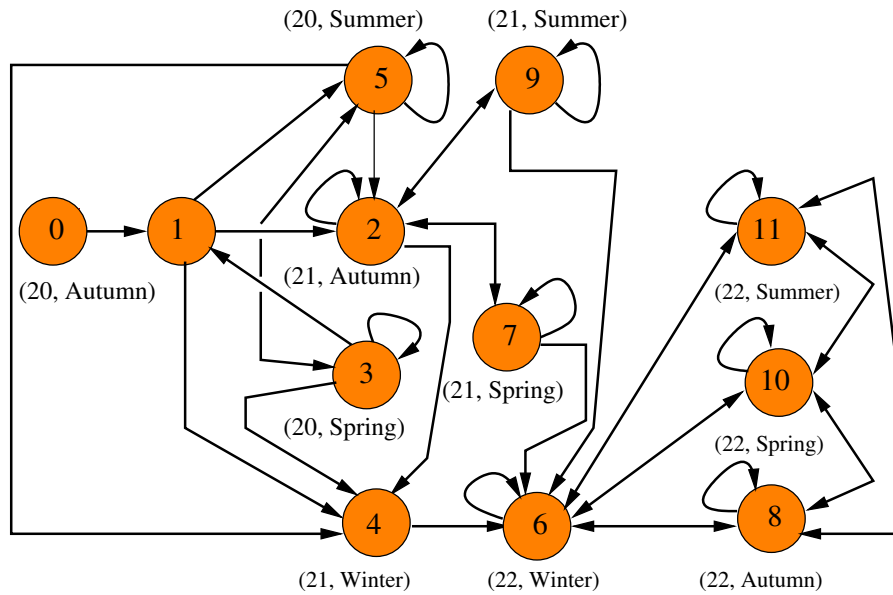 (20, Summer)
(21, Summer)
5
9
0
1
2
11
(20, Autumn)
(21, Autumn)
(22, Summer)
7
3
10
(21, Spring)
(20, Spring)
(22, Spring)
4
6
8
(21, Winter)
(22, Winter)
(22, Autumn)